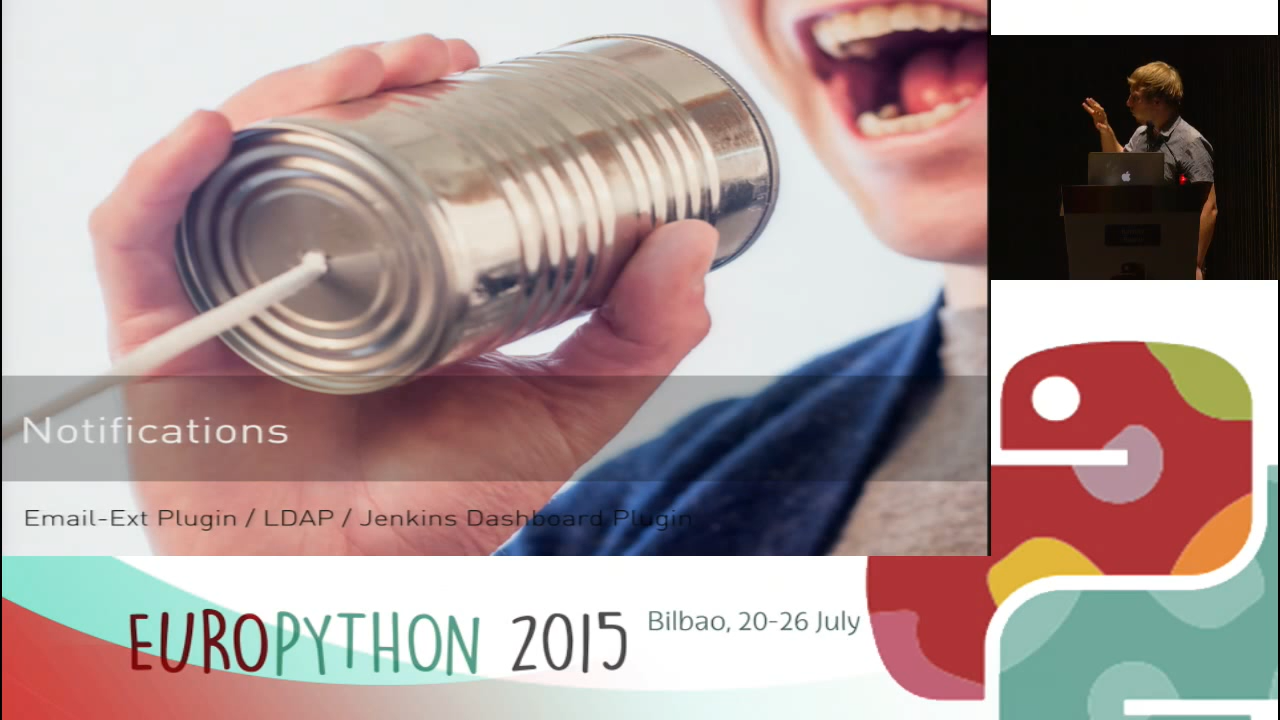 Notifications
Email-Ext Plugin / LDAP / Jenkins Dashboard Plugin
EUROPYTHON 2015
Bilbao, 20-26 July